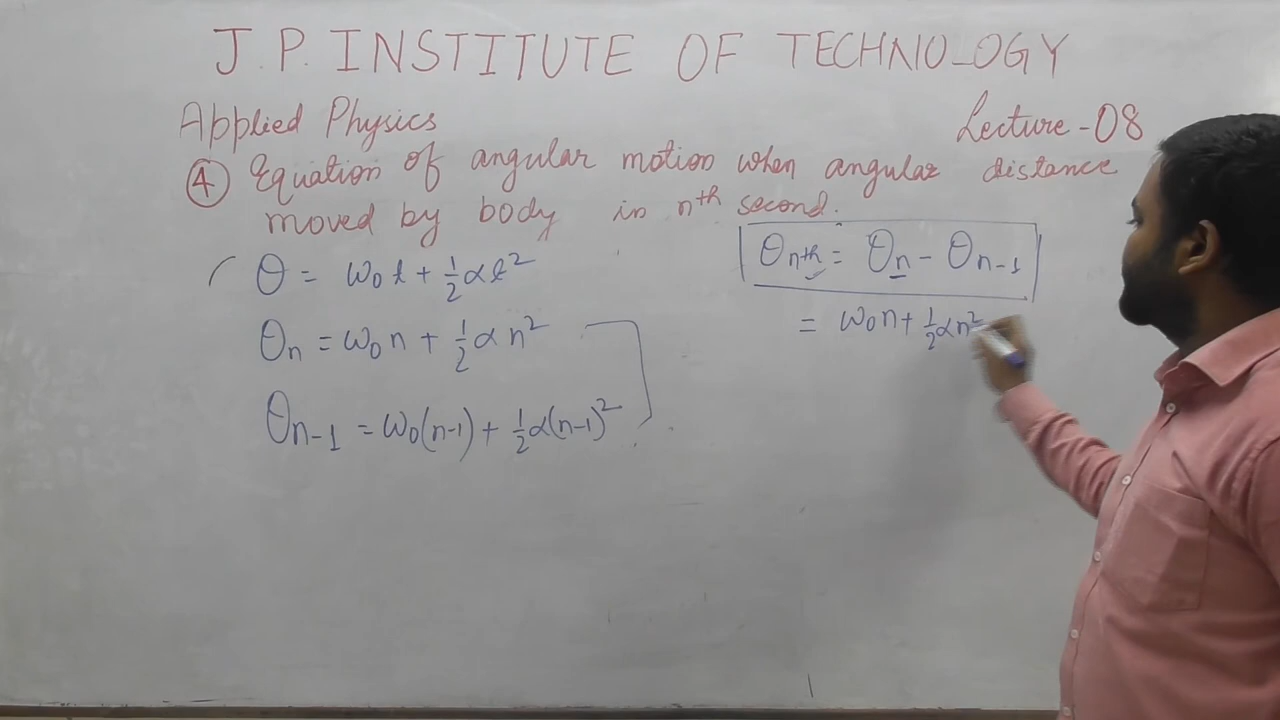 J.P. INSTITUTE OF TECHNOLOGY
Applied Physics
Lecture-08
④ Equation of angular motion when angular distance
moved by body in nᵗʰ second.
θ = ω₀t + ½αt²
θₙ = ω₀n + ½αn²
θₙ₋₁ = ω₀(n-1) + ½α(n-1)²
θₙₜₕ = θₙ - θₙ₋₁
= ω₀n + ½αn²